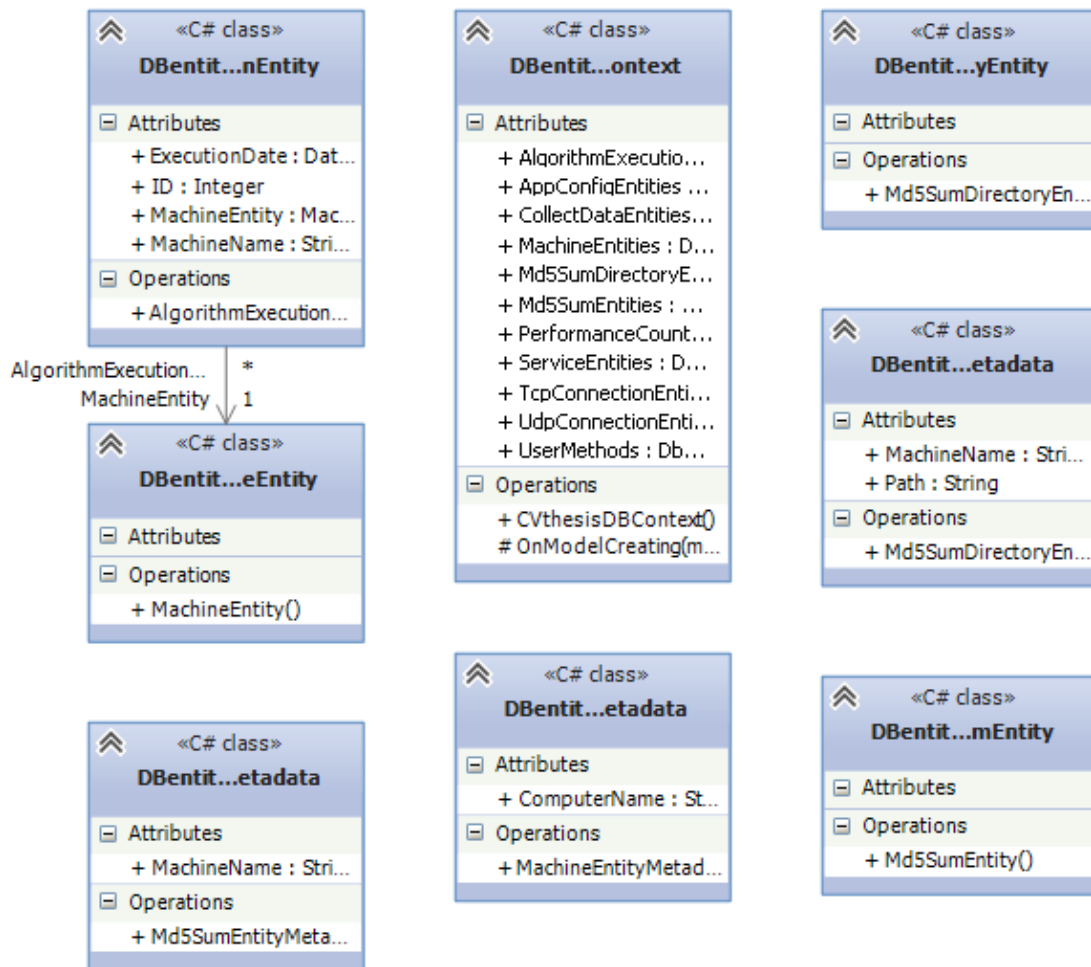 «C# class»
DBentit...nEntity
Attributes
+ ExecutionDate : Dat...
+ ID : Integer
+ MachineEntity : Mac...
+ MachineName : Stri...
Operations
+ AlgorithmExecution...
AlgorithmExecution... *
MachineEntity 1
«C# class»
DBentit...eEntity
Attributes
Operations
+ MachineEntity()
«C# class»
DBentit...etadata
Attributes
+ MachineName : Stri...
Operations
+ Md5SumEntityMeta...
«C# class»
DBentit...ontext
Attributes
+ AlgorithmExecutio...
+ AppConfigEntities ...
+ CollectDataEntities...
+ MachineEntities : D...
+ Md5SumDirectoryE...
+ Md5SumEntities : ...
+ PerformanceCount...
+ ServiceEntities : D...
+ TcpConnectionEnti...
+ UdpConnectionEnti...
+ UserMethods : Db...
Operations
+ CVthesisDBContext()
# OnModelCreating(m...
«C# class»
DBentit...etadata
Attributes
+ ComputerName : St...
Operations
+ MachineEntityMetad...
«C# class»
DBentit...yEntity
Attributes
Operations
+ Md5SumDirectoryEn...
«C# class»
DBentit...etadata
Attributes
+ MachineName : Stri...
+ Path : String
Operations
+ Md5SumDirectoryEn...
«C# class»
DBentit...mEntity
Attributes
Operations
+ Md5SumEntity()